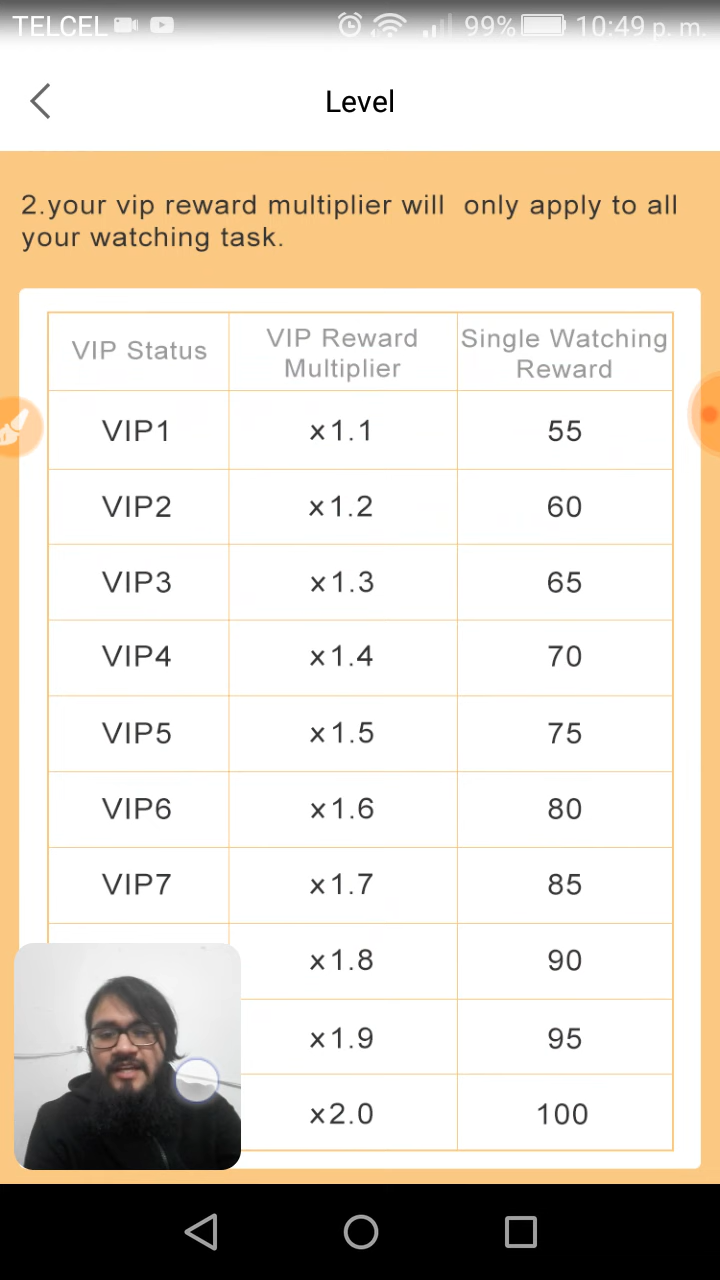 TELCEL 99% 10:49 p. m.
Level
2.your vip reward multiplier will only apply to all
your watching task.
VIP Status VIP Reward Multiplier Single Watching Reward
VIP1 x1.1 55
VIP2 x1.2 60
VIP3 x1.3 65
VIP4 x1.4 70
VIP5 x1.5 75
VIP6 x1.6 80
VIP7 x1.7 85
x1.8 90
x1.9 95
x2.0 100